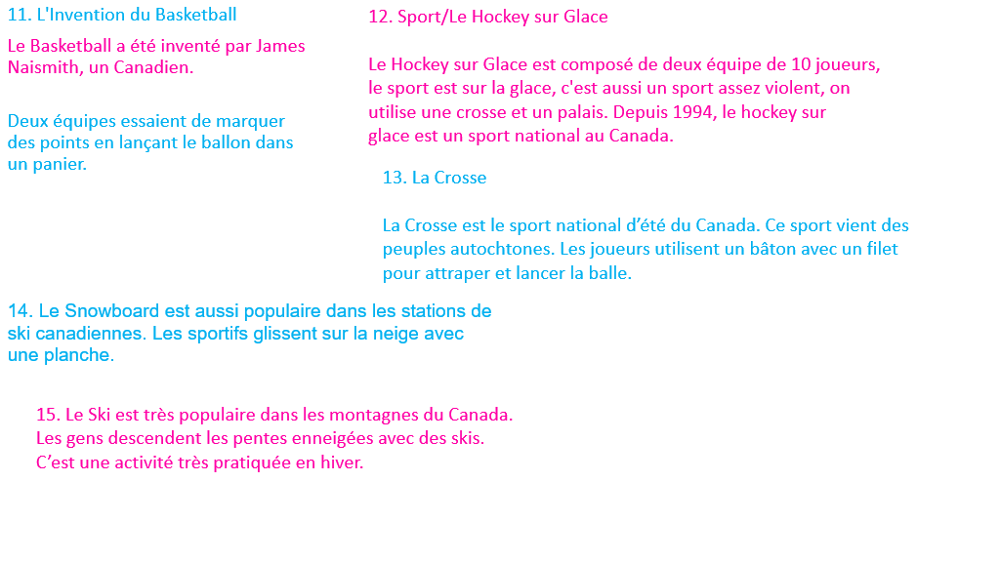 11. L'Invention du Basketball
Le Basketball a été inventé par James
Naismith, un Canadien.
Deux équipes essaient de marquer
des points en lançant le ballon dans
un panier.
12. Sport/Le Hockey sur Glace
Le Hockey sur Glace est composé de deux équipe de 10 joueurs,
le sport est sur la glace, c'est aussi un sport assez violent, on
utilise une crosse et un palais. Depuis 1994, le hockey sur
glace est un sport national au Canada.
13. La Crosse
La Crosse est le sport national d’été du Canada. Ce sport vient des
peuples autochtones. Les joueurs utilisent un bâton avec un filet
pour attraper et lancer la balle.
14. Le Snowboard est aussi populaire dans les stations de
ski canadiennes. Les sportifs glissent sur la neige avec
une planche.
15. Le Ski est très populaire dans les montagnes du Canada.
Les gens descendent les pentes enneigées avec des skis.
C’est une activité très pratiquée en hiver.